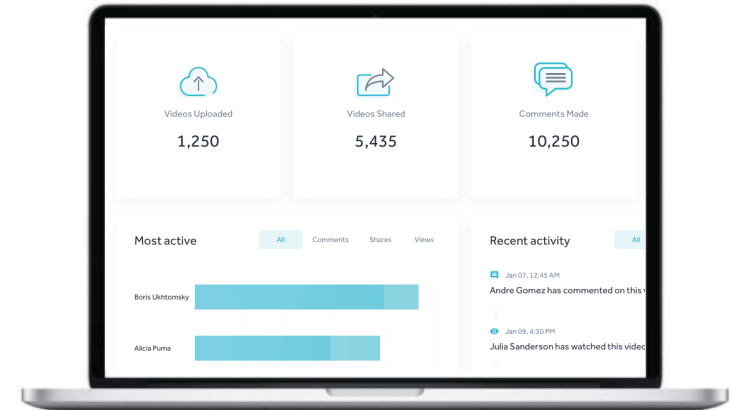 Videos Uploaded
1,250
Videos Shared
5,435
Comments Made
10,250
Most active
All
Comments
Shares
Views
Boris Ukhtomsky
Alicia Puma
Recent activity
All
Jan 07, 12:45 AM
Andre Gomez has commented on this
Jan 09, 4:30 PM
Julia Sanderson has watched this video